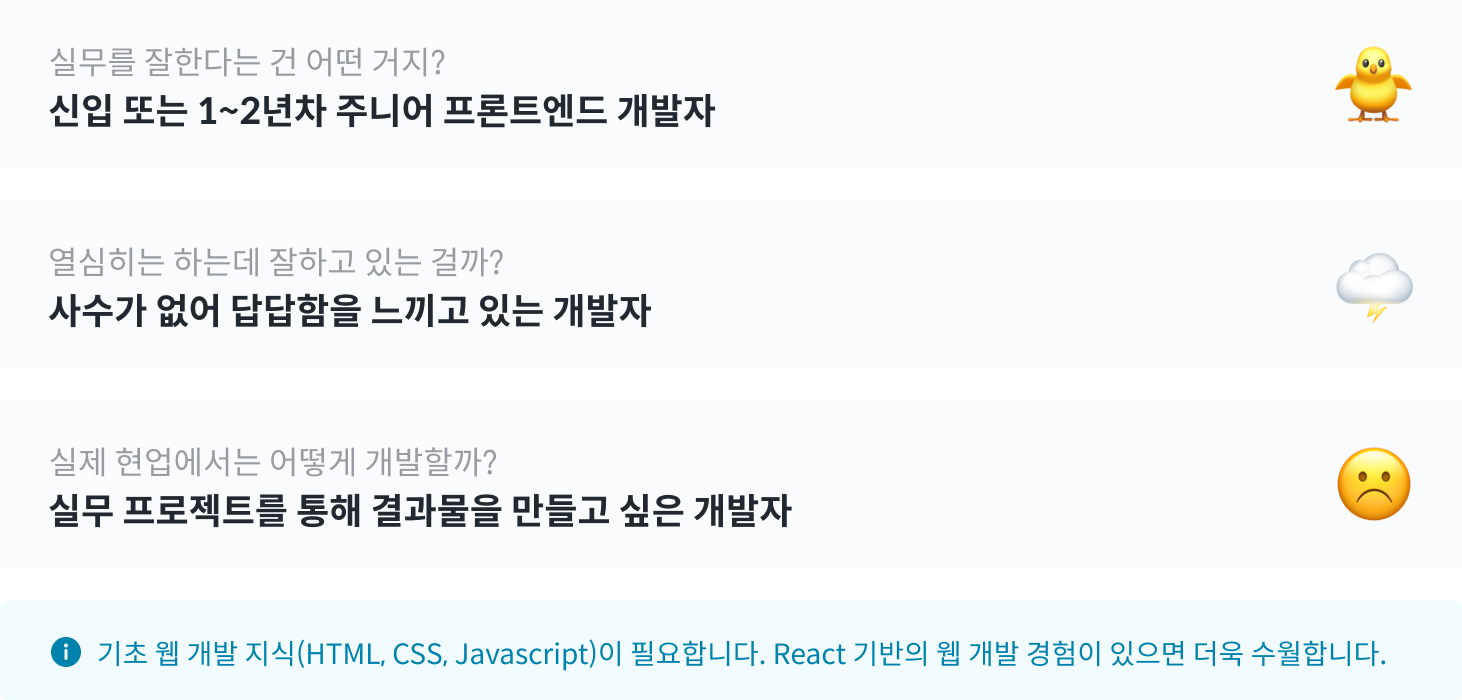 실무를 잘한다는 건 어떤 거지?
신입 또는 1~2년차 주니어 프론트엔드 개발자
열심히는 하는데 잘하고 있는 걸까?
사수가 없어 답답함을 느끼고 있는 개발자
실제 현업에서는 어떻게 개발할까?
실무 프로젝트를 통해 결과물을 만들고 싶은 개발자
기초 웹 개발 지식(HTML, CSS, Javascript)이 필요합니다. React 기반의 웹 개발 경험이 있으면 더욱 수월합니다.